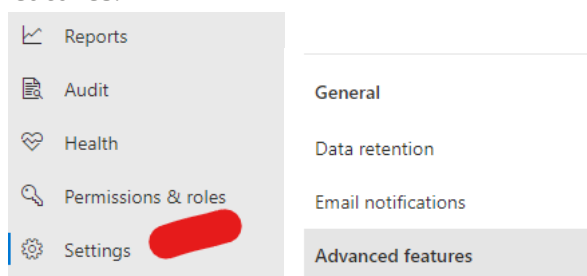 Reports
Audit
Health
Permissions & roles
Settings
General
Data retention
Email notifications
Advanced features